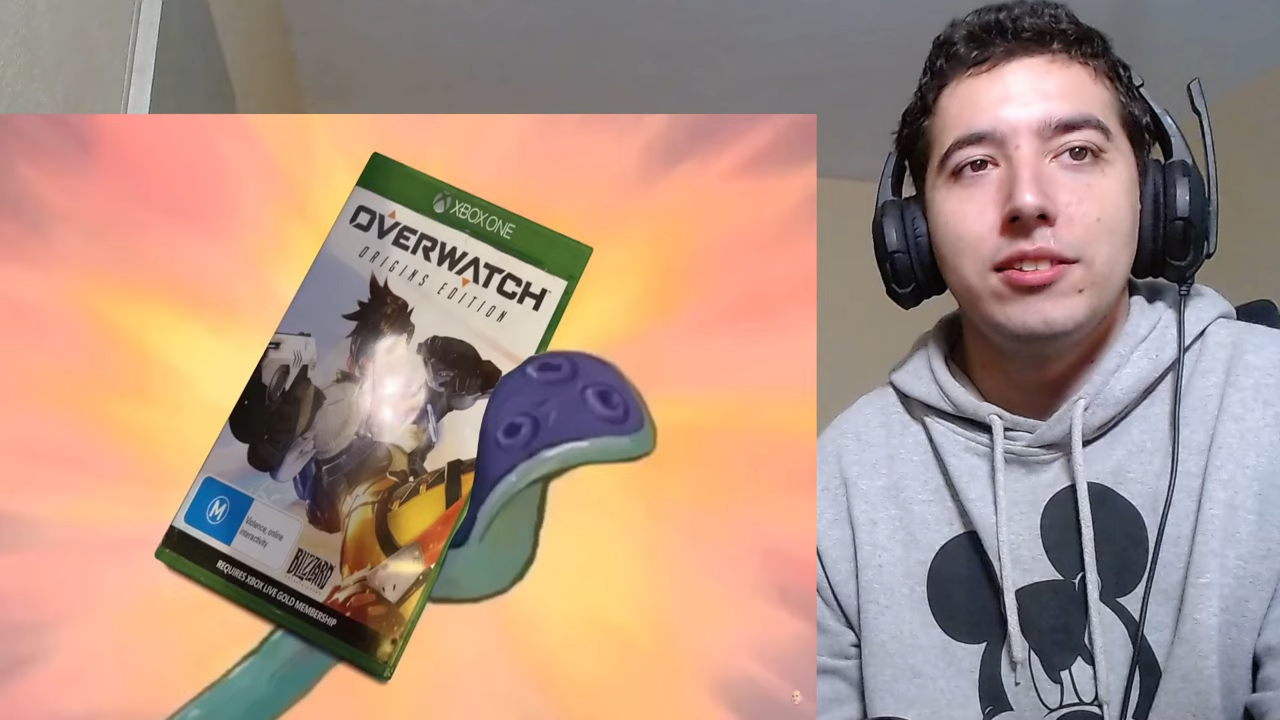 XBOX ONE
OVERWATCH
ORIGINS EDITION
M
Violence, online
interactivity
BLIZZARD
REQUIRES XBOX LIVE GOLD MEMBERSHIP